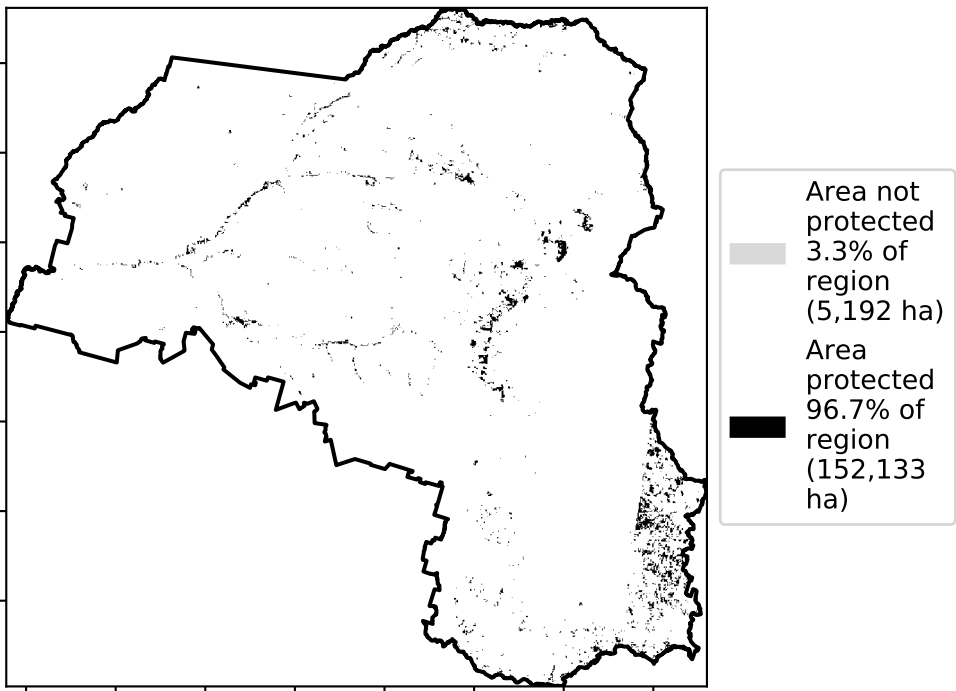 Area not
protected
3.3% of
region
(5,192 ha)
Area
protected
96.7% of
region
(152,133
ha)